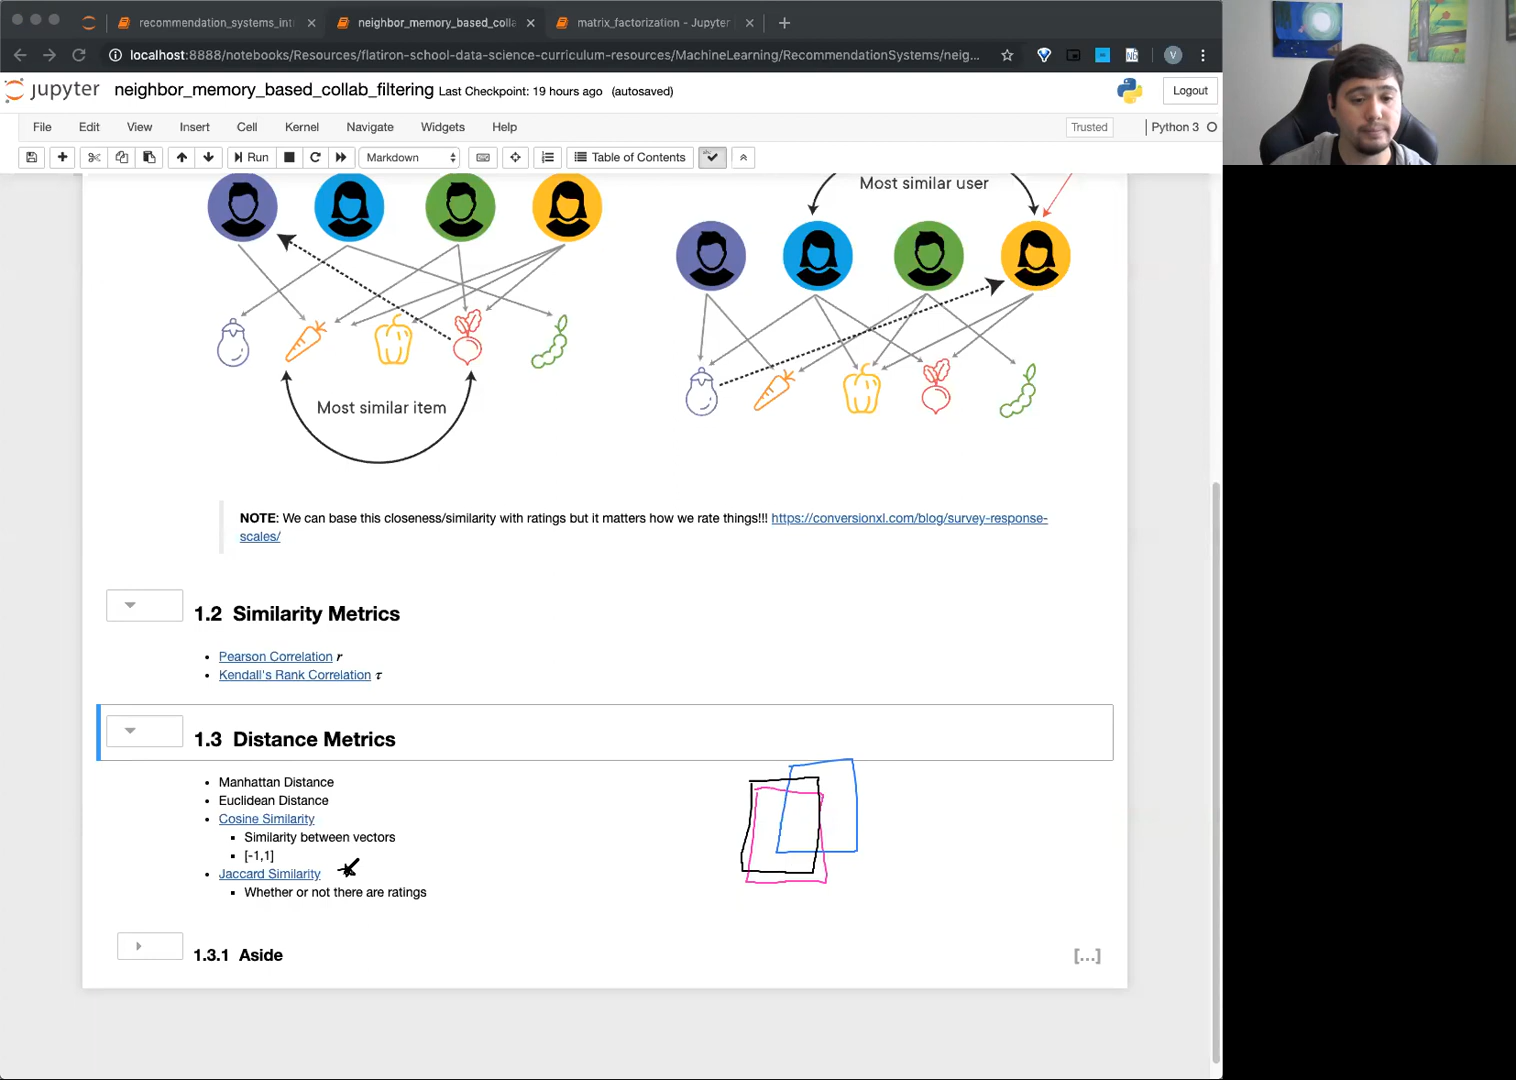 recommendation_systems_int
neighbor_memory_based_colla
matrix_factorization - Jupyter
localhost:8888/notebooks/Resources/flatiron-school-data-science-curriculum-resources/MachineLearning/RecommendationSystems/neig...
V
jupyter neighbor_memory_based_collab_filtering Last Checkpoint: 19 hours ago (autosaved)
Logout
File Edit View Insert Cell Kernel Navigate Widgets Help
Trusted
Python 3
Run
Markdown
Table of Contents
Most similar user
Most similar item
NOTE: We can base this closeness/similarity with ratings but it matters how we rate things!!! https://conversionxl.com/blog/survey-response-
scales/
1.2 Similarity Metrics
• Pearson Correlation r
• Kendall's Rank Correlation τ
1.3 Distance Metrics
• Manhattan Distance
• Euclidean Distance
• Cosine Similarity
▪ Similarity between vectors
▪ [-1,1]
• Jaccard Similarity
▪ Whether or not there are ratings
1.3.1 Aside
[...]